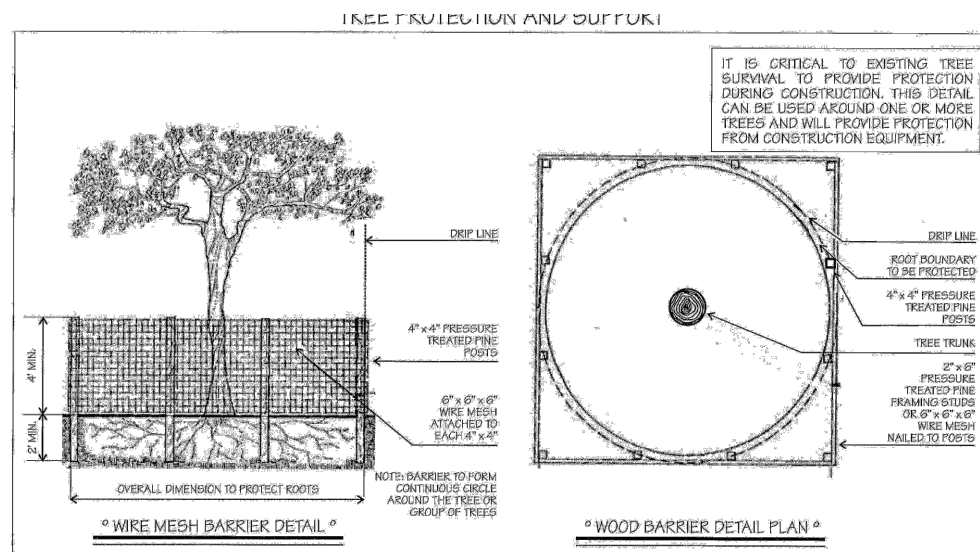 TREE PROTECTION AND SUPPORT
IT IS CRITICAL TO EXISTING TREE
SURVIVAL TO PROVIDE PROTECTION
DURING CONSTRUCTION. THIS DETAIL
CAN BE USED AROUND ONE OR MORE
TREES AND WILL PROVIDE PROTECTION
FROM CONSTRUCTION EQUIPMENT.
DRIP LINE
4" x 4" PRESSURE
TREATED PINE
POSTS
6" x 6" x 6"
WIRE MESH
ATTACHED TO
EACH 4" x 4"
NOTE: BARRIER TO FORM
CONTINUOUS CIRCLE
AROUND THE TREE OR
GROUP OF TREES
4' MIN.
2' MIN.
OVERALL DIMENSION TO PROTECT ROOTS
° WIRE MESH BARRIER DETAIL °
DRIP LINE
ROOT BOUNDARY
TO BE PROTECTED
4" x 4" PRESSURE
TREATED PINE
POSTS
TREE TRUNK
2" x 6"
PRESSURE
TREATED PINE
FRAMING STUDS
OR 6" x 6" x 6"
WIRE MESH
NAILED TO POSTS
° WOOD BARRIER DETAIL PLAN °